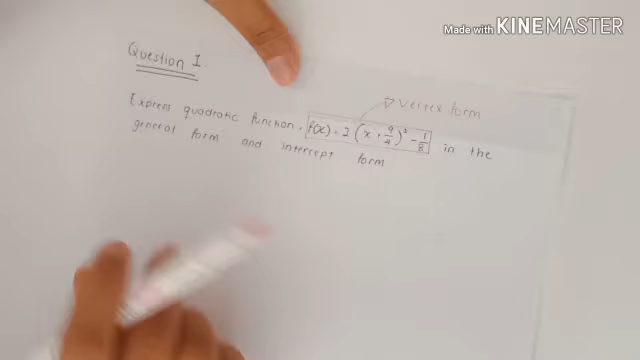 Made with KINEMASTER
Question 1.
Vertex form
Express quadratic function, f(x) = 2 (x + 9/4)² - 1/8 in the
general form and intercept form